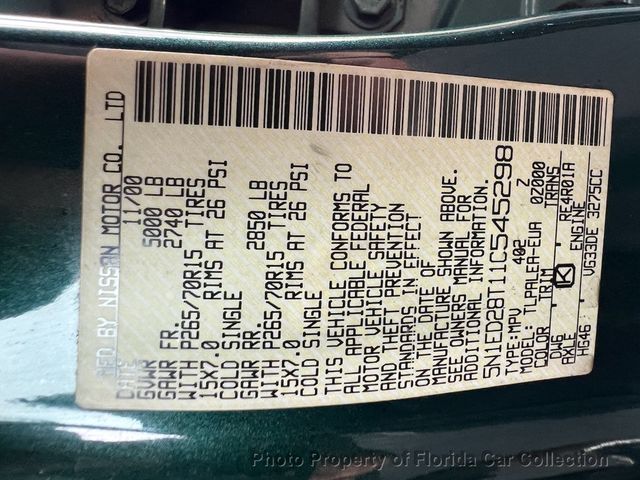 MFD BY NISSAN MOTOR CO. LTD
DATE 11/00
GVWR 5000 LB
GAWR FR. 2740 LB
WITH P265/70R15 TIRES
15X7.0 RIMS AT 26 PSI
COLD SINGLE
GAWR RR. 2850 LB
WITH P265/70R15 TIRES
15X7.0 RIMS AT 26 PSI
COLD SINGLE
THIS VEHICLE CONFORMS TO
ALL APPLICABLE FEDERAL
MOTOR VEHICLE SAFETY
AND THEFT PREVENTION
STANDARDS IN EFFECT
ON THE DATE OF
MANUFACTURE SHOWN ABOVE.
SEE OWNERS MANUAL FOR
ADDITIONAL INFORMATION.
5N1ED28T11C545298
TYPE: MPV 402
MODEL: TLPALEA-EUA 0Z000
COLOR TRIM Z TRANS
DW6 K RE4R01A
AXLE ENGINE
HG46 VG33DE 3275CC
Photo Property of Florida Car Collection